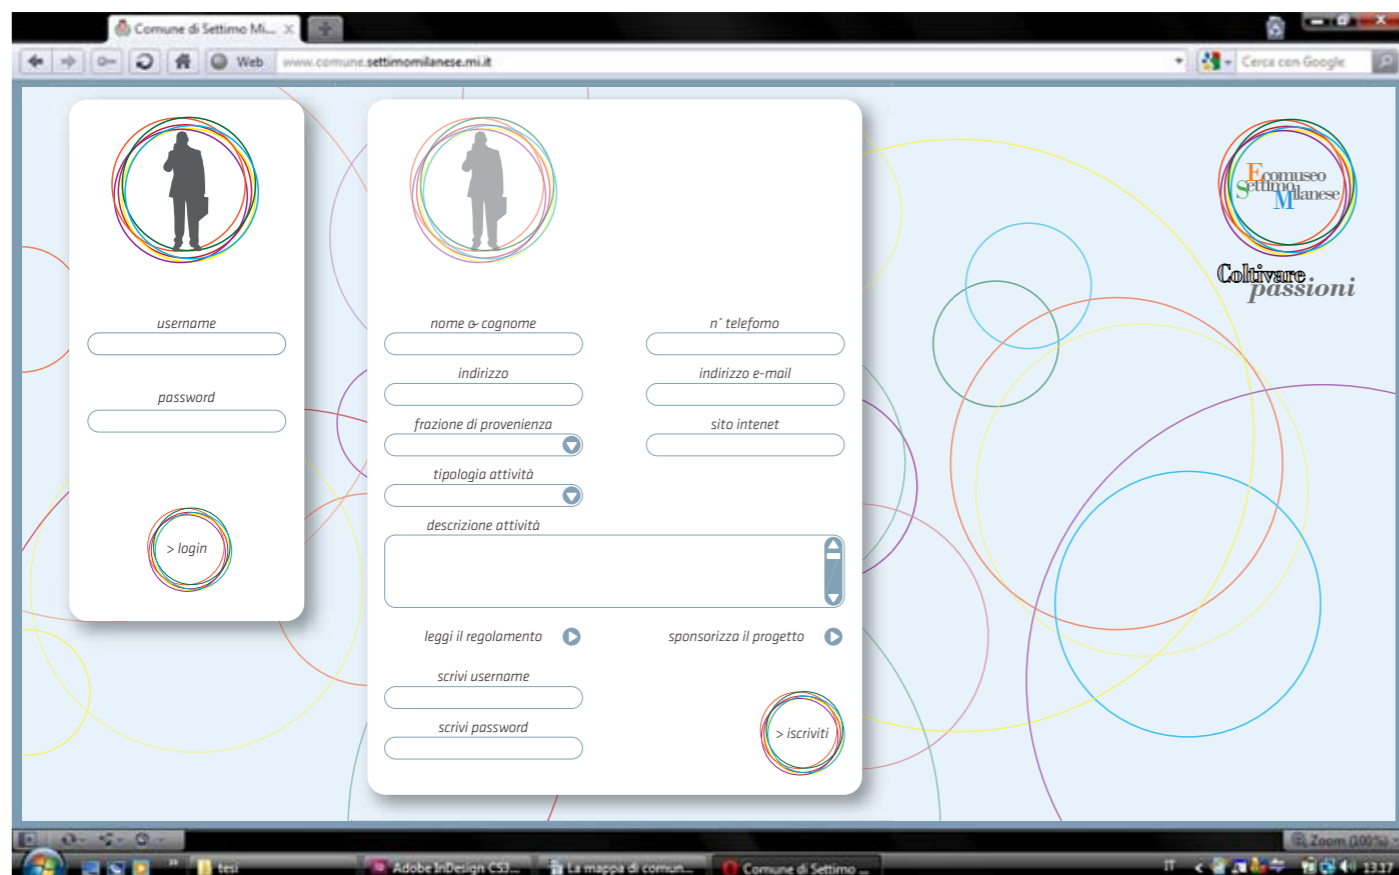 Comune di Settimo Mi...
Web www.comune.settimomilanese.mi.it
Cerca con Google
Ecomuseo
Settimo
Milanese
Coltivare
passioni
username
password
> login
nome & cognome
n° telefomo
indirizzo
indirizzo e-mail
frazione di provenienza
sito intenet
tipologia attività
descrizione attività
leggi il regolamento
sponsorizza il progetto
scrivi username
scrivi password
> iscriviti
Zoom (100%)
tesi
Adobe InDesign CS3...
La mappa di comun...
Comune di Settimo ...
IT
13.17